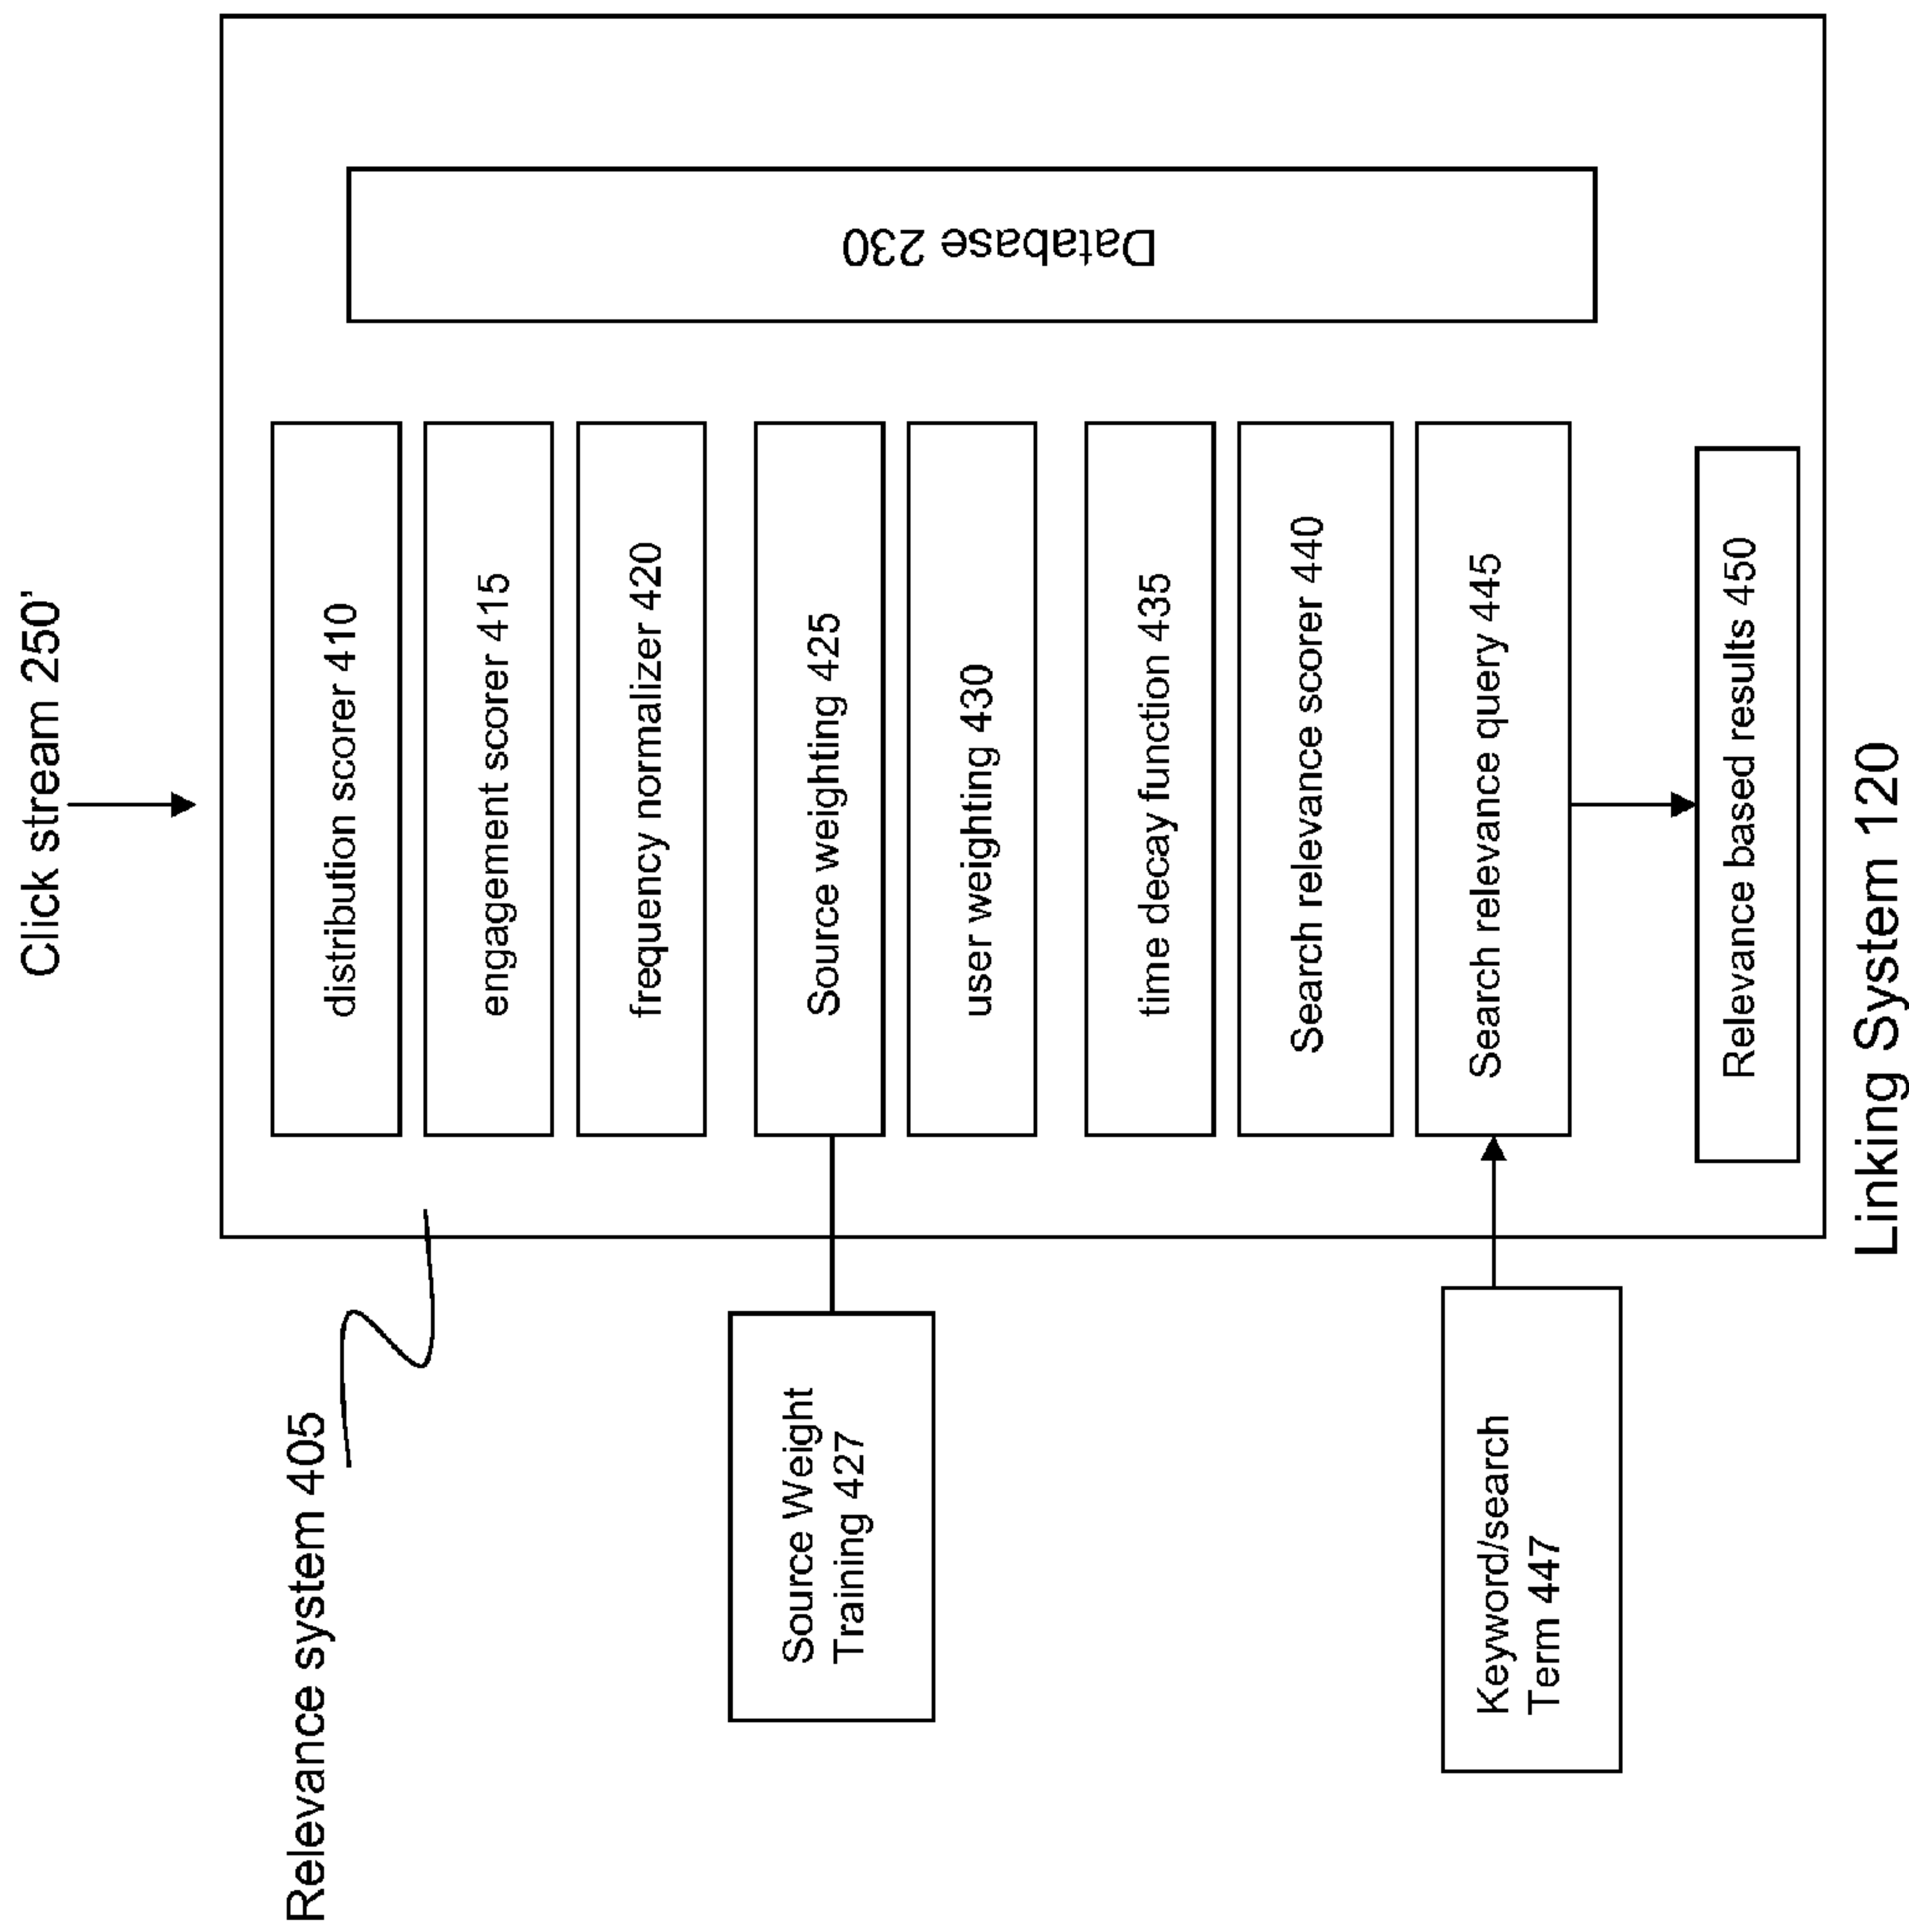 Click stream 250'
Relevance system 405
distribution scorer 410
engagement scorer 415
frequency normalizer 420
Source weighting 425
Source Weight
Training 427
user weighting 430
time decay function 435
Search relevance scorer 440
Search relevance query 445
Keyword/search
Term 447
Relevance based results 450
Database 230
Linking System 120